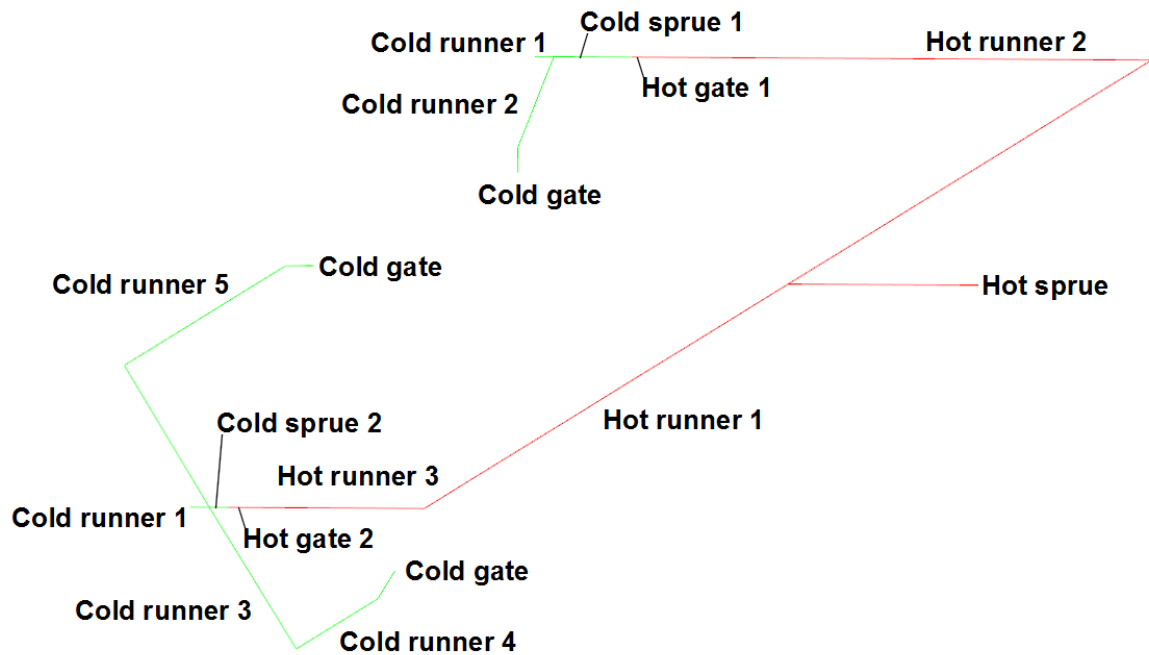 Cold sprue 1
Cold runner 1
Hot runner 2
Hot gate 1
Cold runner 2
Cold gate
Cold gate
Cold runner 5
Hot sprue
Hot runner 1
Cold sprue 2
Hot runner 3
Cold runner 1
Hot gate 2
Cold gate
Cold runner 3
Cold runner 4